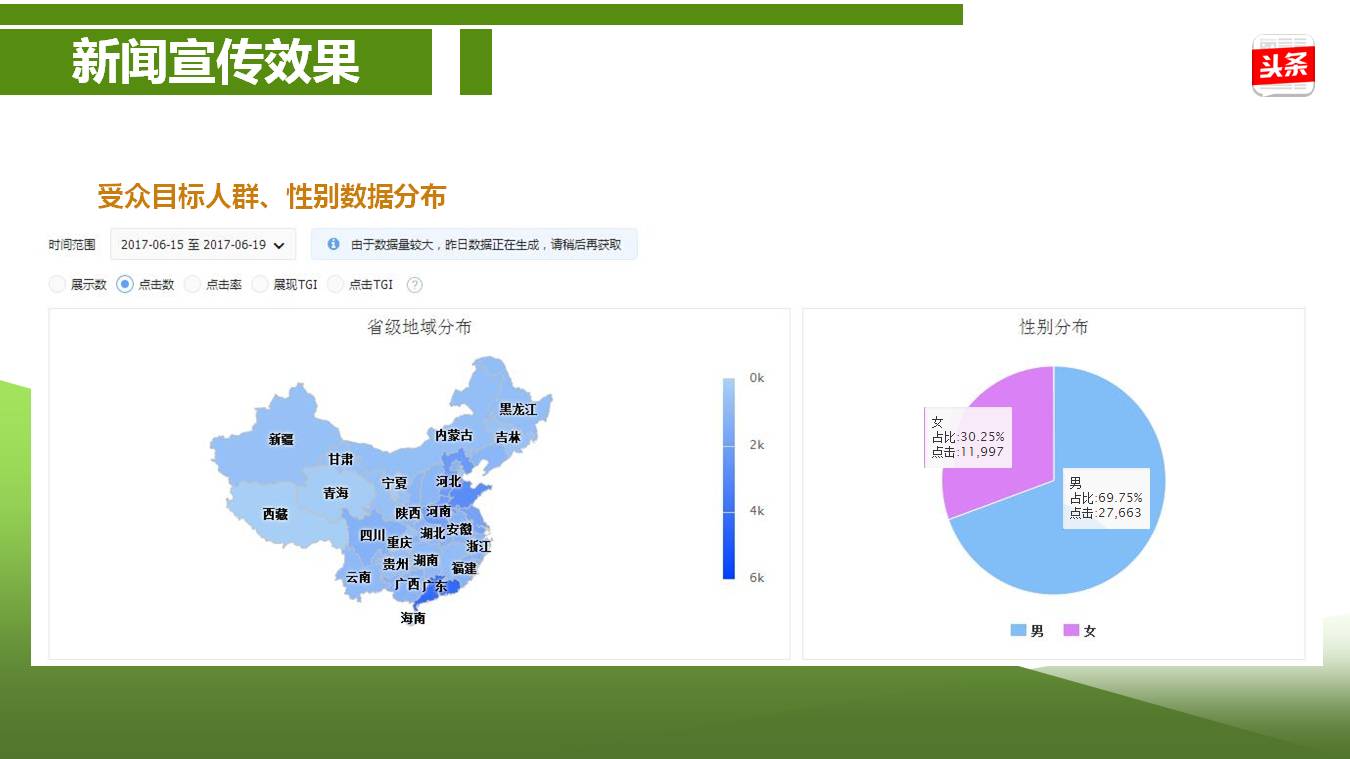 新闻宣传效果
头条
受众目标人群、性别数据分布
时间范围 2017-06-15 至 2017-06-19 由于数据量较大，昨日数据正在生成，请稍后再获取
展示数 点击数 点击率 展现TGI 点击TGI ?
省级地域分布
黑龙江
内蒙古 吉林
新疆
甘肃
宁夏 河北
青海
西藏 陕西 河南
四川 重庆 湖北 安徽
浙江
贵州 湖南 福建
云南 广西 广东
海南
0k
2k
4k
6k
性别分布
女
占比:30.25%
点击:11,997
男
占比:69.75%
点击:27,663
男 女